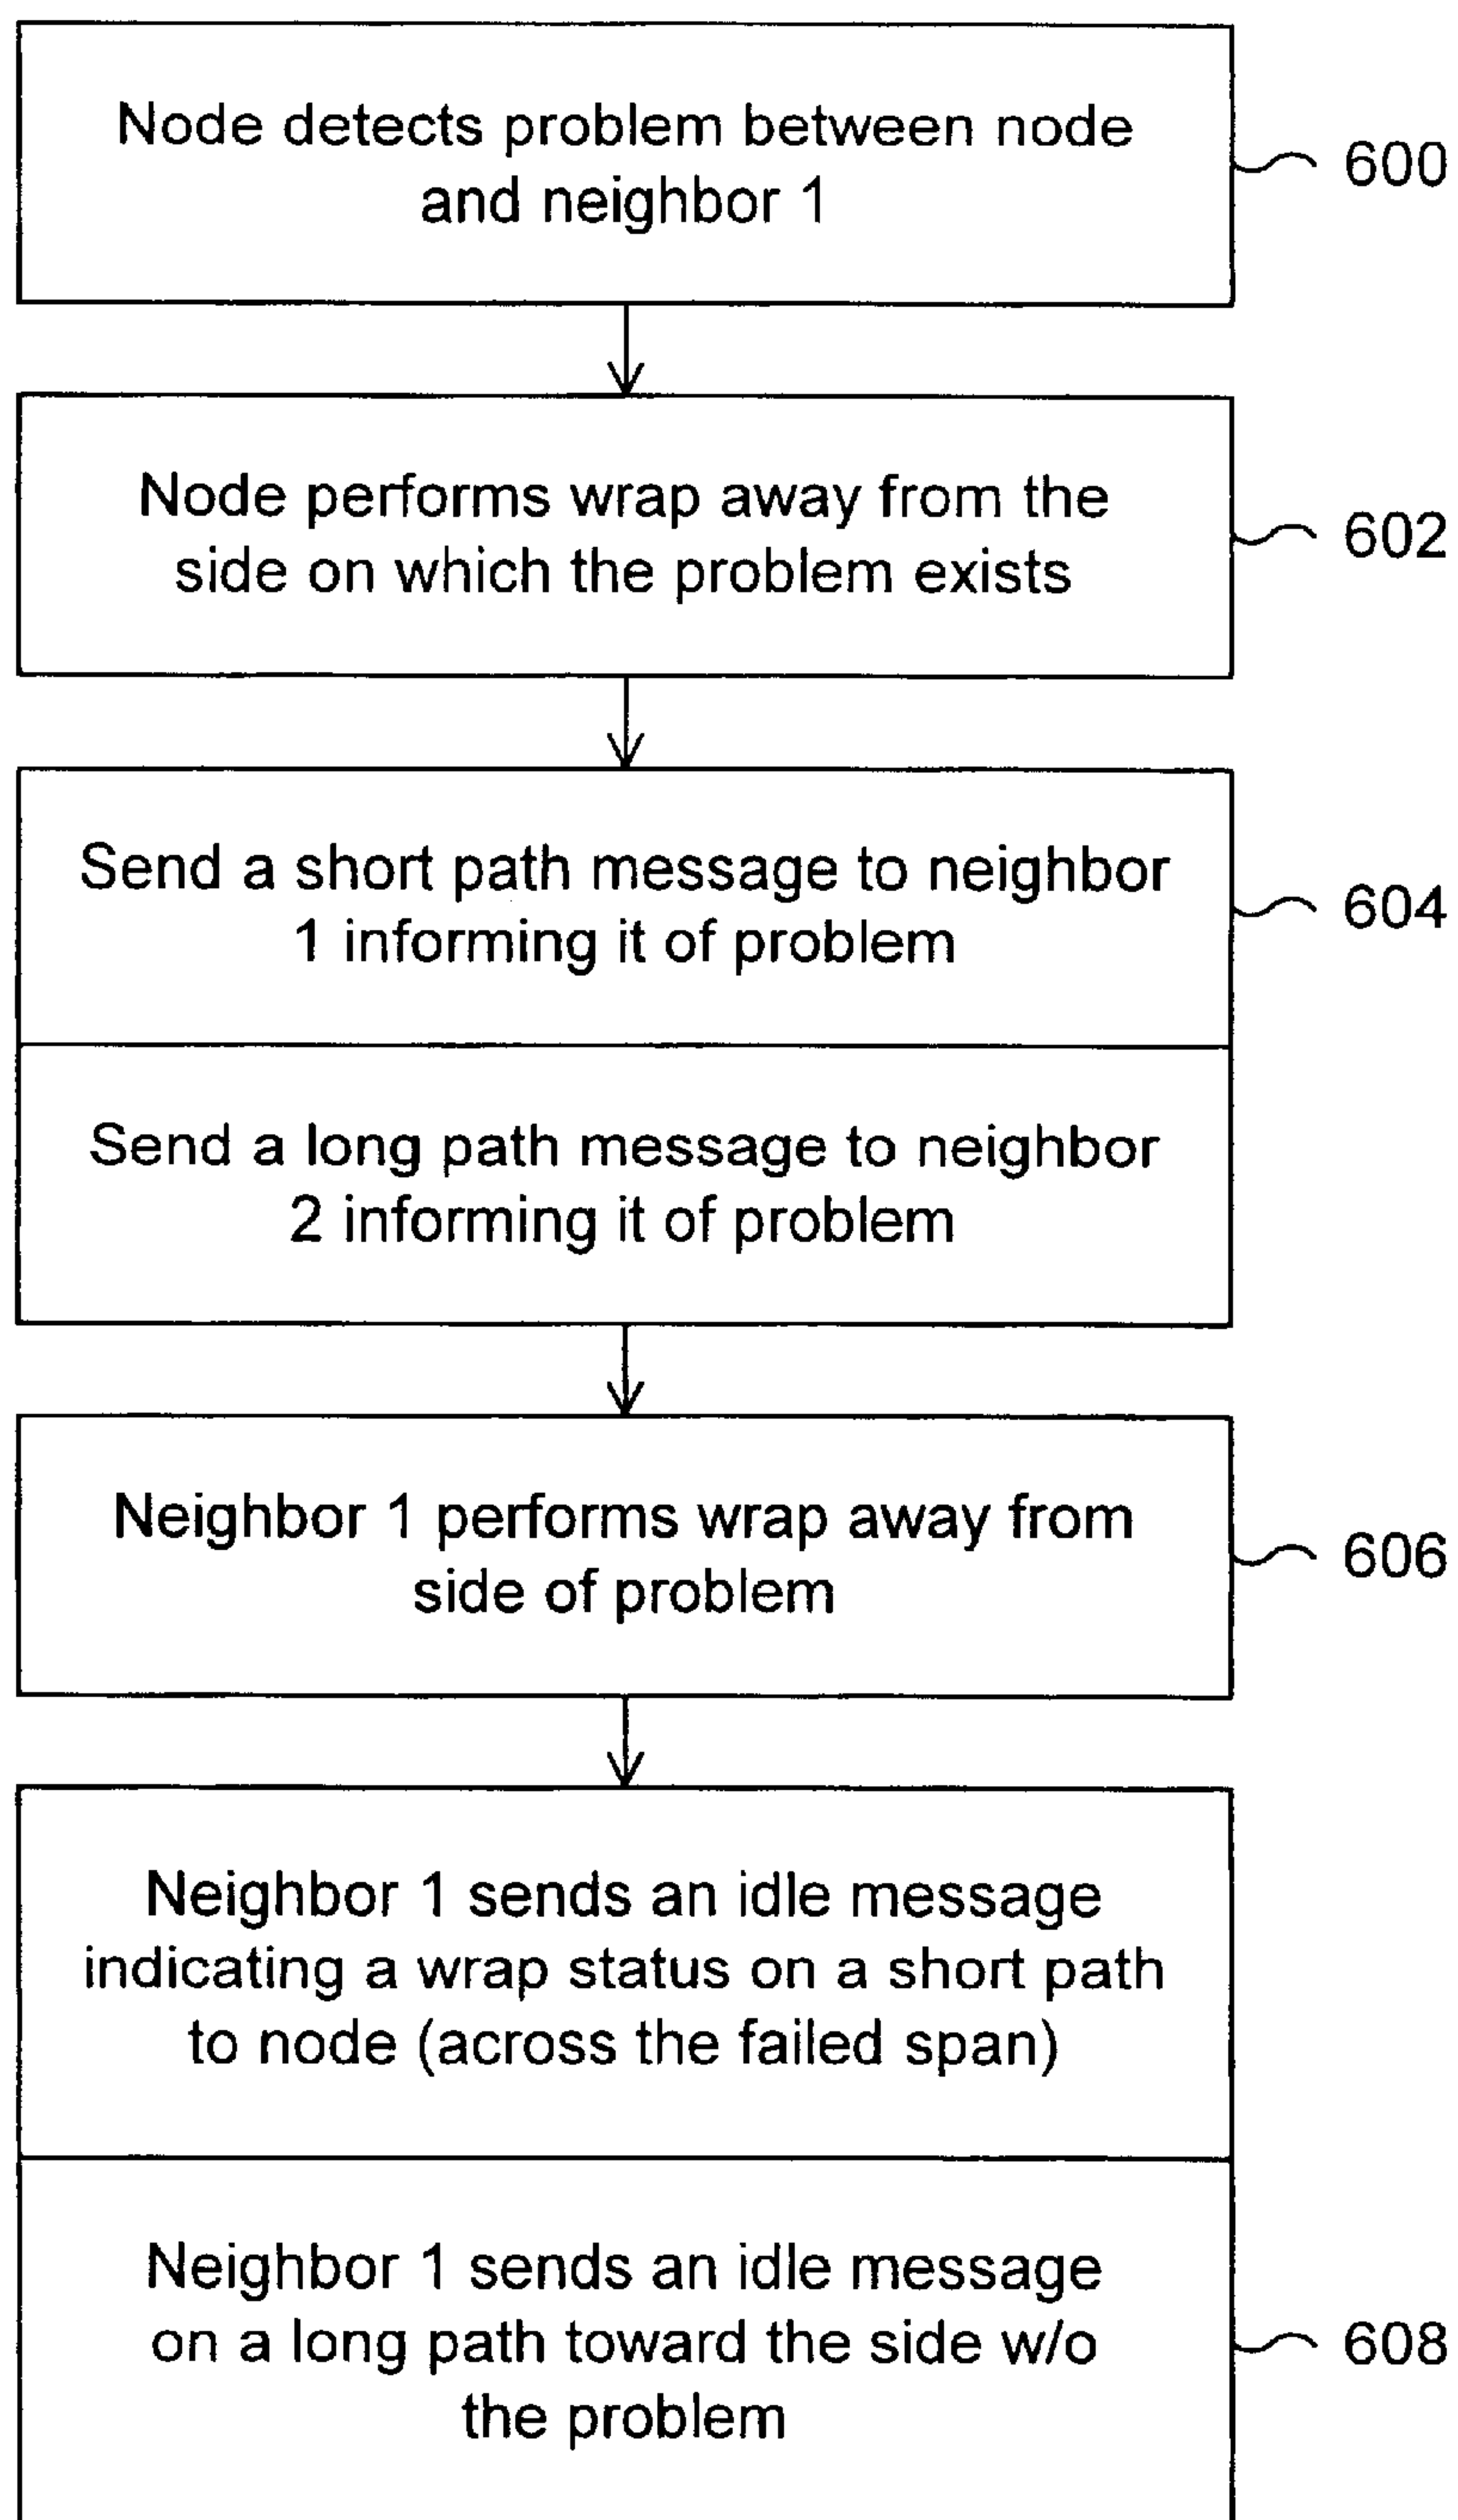 Node detects problem between node
and neighbor 1
600
Node performs wrap away from the
side on which the problem exists
602
Send a short path message to neighbor
1 informing it of problem
604
Send a long path message to neighbor
2 informing it of problem
Neighbor 1 performs wrap away from
side of problem
606
Neighbor 1 sends an idle message
indicating a wrap status on a short path
to node (across the failed span)
Neighbor 1 sends an idle message
on a long path toward the side w/o
the problem
608